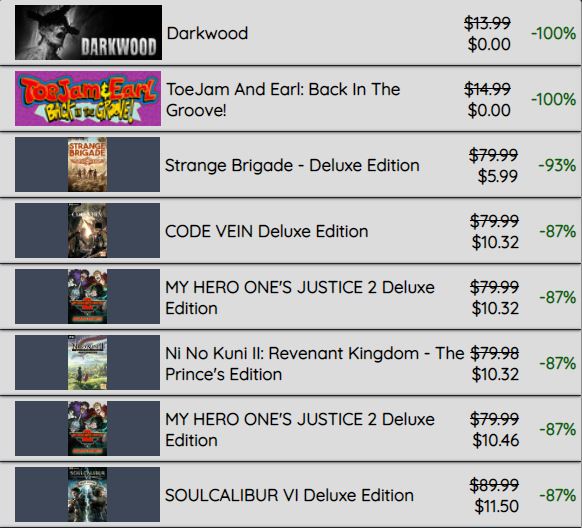 DARKWOOD
Darkwood
$13.99
$0.00
-100%
ToeJam & Earl
BACK IN THE GROOVE!
ToeJam And Earl: Back In The
Groove!
$14.99
$0.00
-100%
STRANGE
BRIGADE
Strange Brigade - Deluxe Edition
$79.99
$5.99
-93%
CODE VEIN Deluxe Edition
$79.99
$10.32
-87%
MY HERO ONE'S JUSTICE 2 Deluxe
Edition
$79.99
$10.32
-87%
Ni No Kuni II: Revenant Kingdom - The
Prince's Edition
$79.98
$10.32
-87%
MY HERO ONE'S JUSTICE 2 Deluxe
Edition
$79.99
$10.46
-87%
SOULCALIBUR
VI
SOULCALIBUR VI Deluxe Edition
$89.99
$11.50
-87%